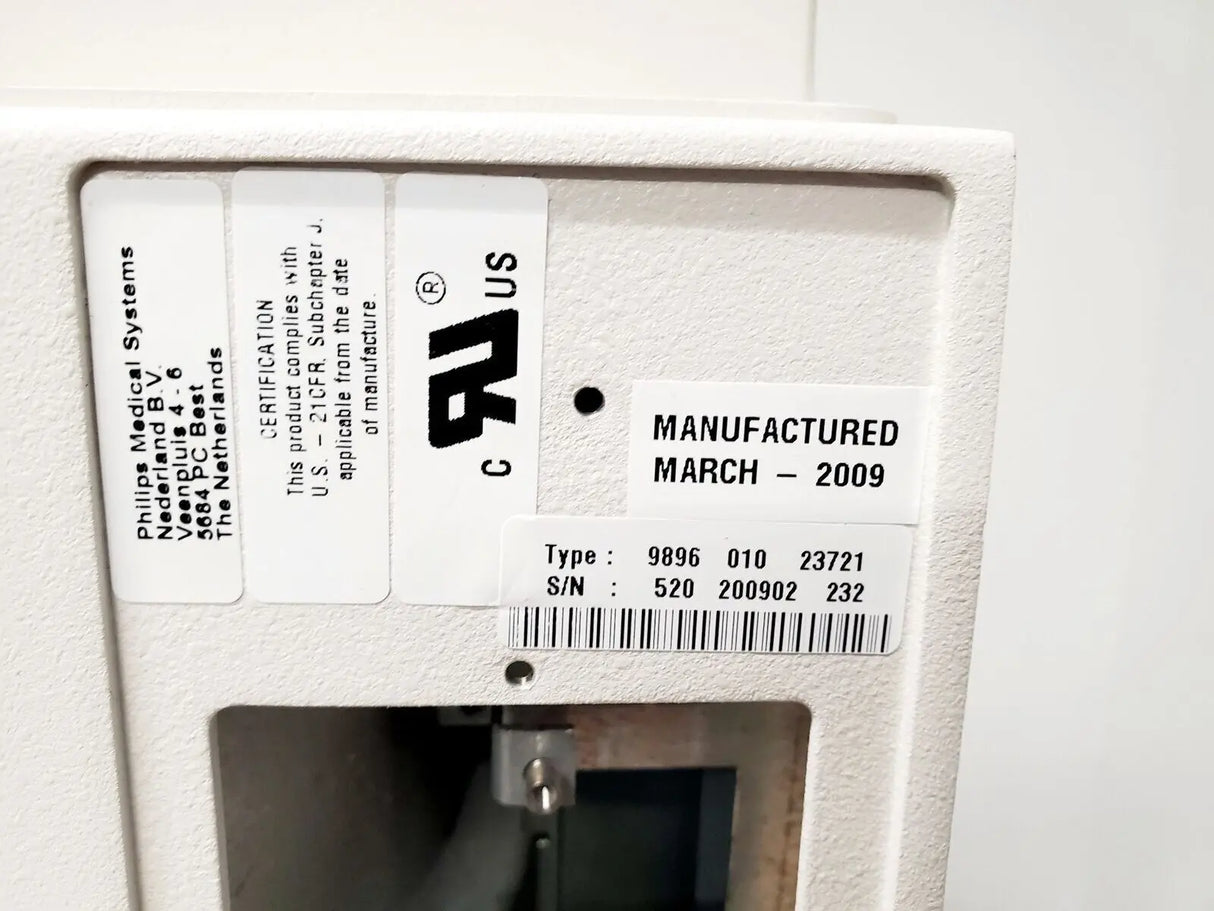 Philips Medical Systems
Nederland B.V.
Veenpluis 4 - 6
5684 PC Best
The Netherlands
CERTIFICATION
This product complies with
U.S. - 21CFR, Subchapter J,
applicable from the date
of manufacture.
C RU ® US
MANUFACTURED
MARCH - 2009
Type : 9896 010 23721
S/N : 520 200902 232